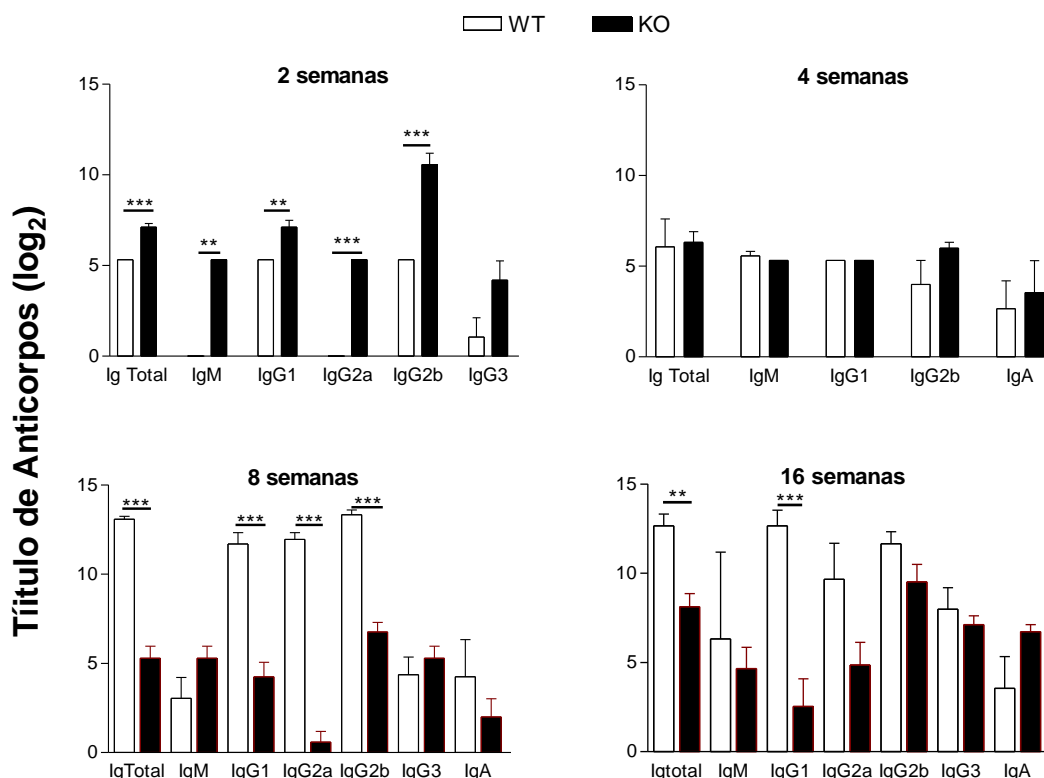 WT KO
Tíitulo de Anticorpos (log2)
2 semanas
15
10
5
0
*** ** ** *** ***
Ig Total IgM IgG1 IgG2a IgG2b IgG3
4 semanas
15
10
5
0
Ig Total IgM IgG1 IgG2b IgA
8 semanas
15
10
5
0
*** *** *** ***
IgTotal IgM IgG1 IgG2a IgG2b IgG3 IgA
16 semanas
15
10
5
0
** ***
Igtotal IgM IgG1 IgG2a IgG2b IgG3 IgA